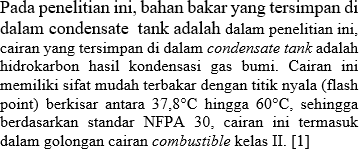 Pada penelitian ini, bahan bakar yang tersimpan di
dalam condensate tank adalah dalam penelitian ini,
cairan yang tersimpan di dalam condensate tank adalah
hidrokarbon hasil kondensasi gas bumi. Cairan ini
memiliki sifat mudah terbakar dengan titik nyala (flash
point) berkisar antara 37,8°C hingga 60°C, sehingga
berdasarkan standar NFPA 30, cairan ini termasuk
dalam golongan cairan combustible kelas II. [1]